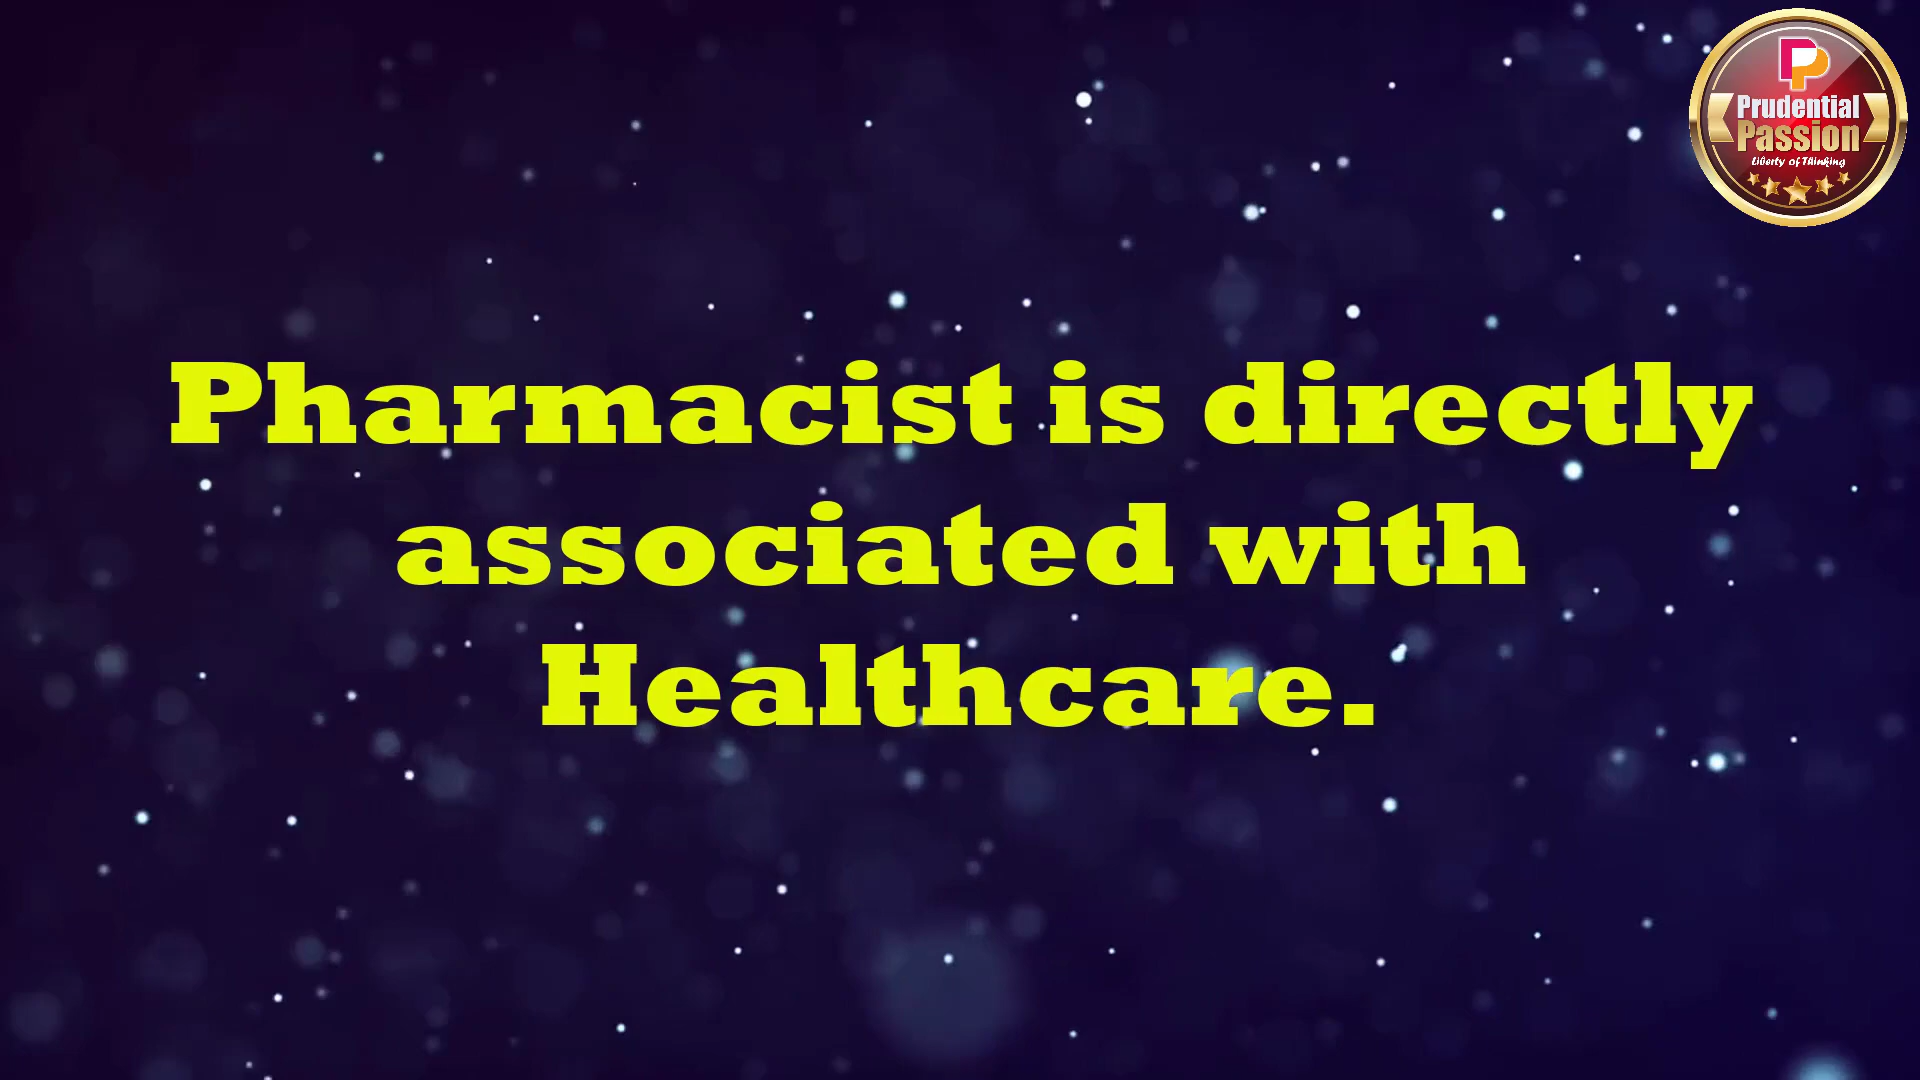 Prudential
Passion
Liberty of Thinking
Pharmacist is directly
associated with
Healthcare.